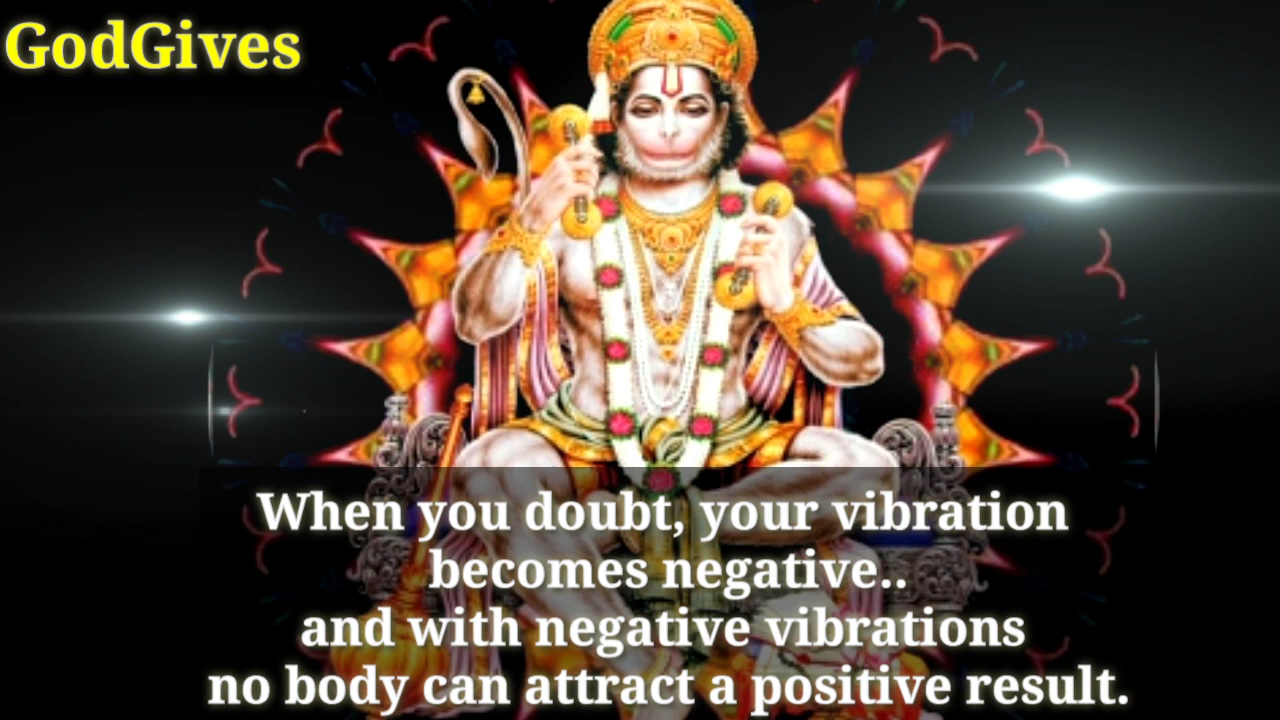 GodGives
When you doubt, your vibration
becomes negative..
and with negative vibrations
no body can attract a positive result.